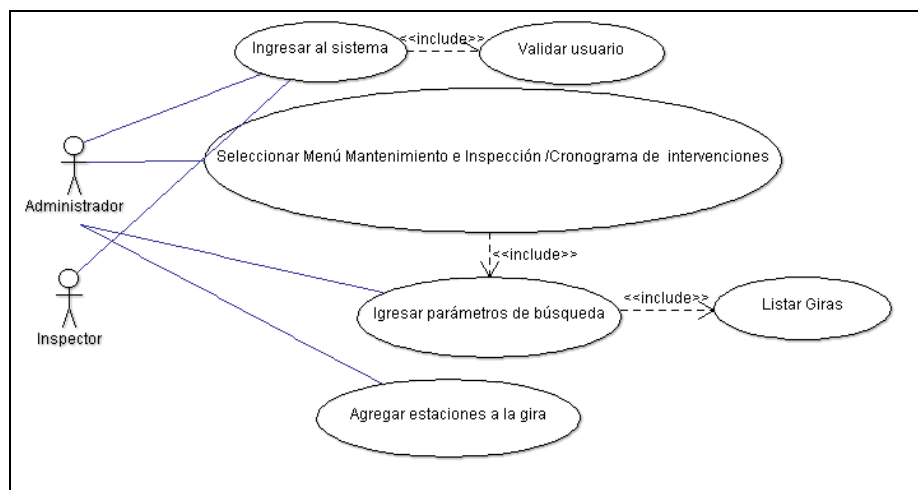 Ingresar al sistema
<<include>>
Validar usuario
Seleccionar Menú Mantenimiento e Inspección /Cronograma de intervenciones
Administrador
<<include>>
Igresar parámetros de búsqueda
<<include>>
Listar Giras
Inspector
Agregar estaciones a la gira